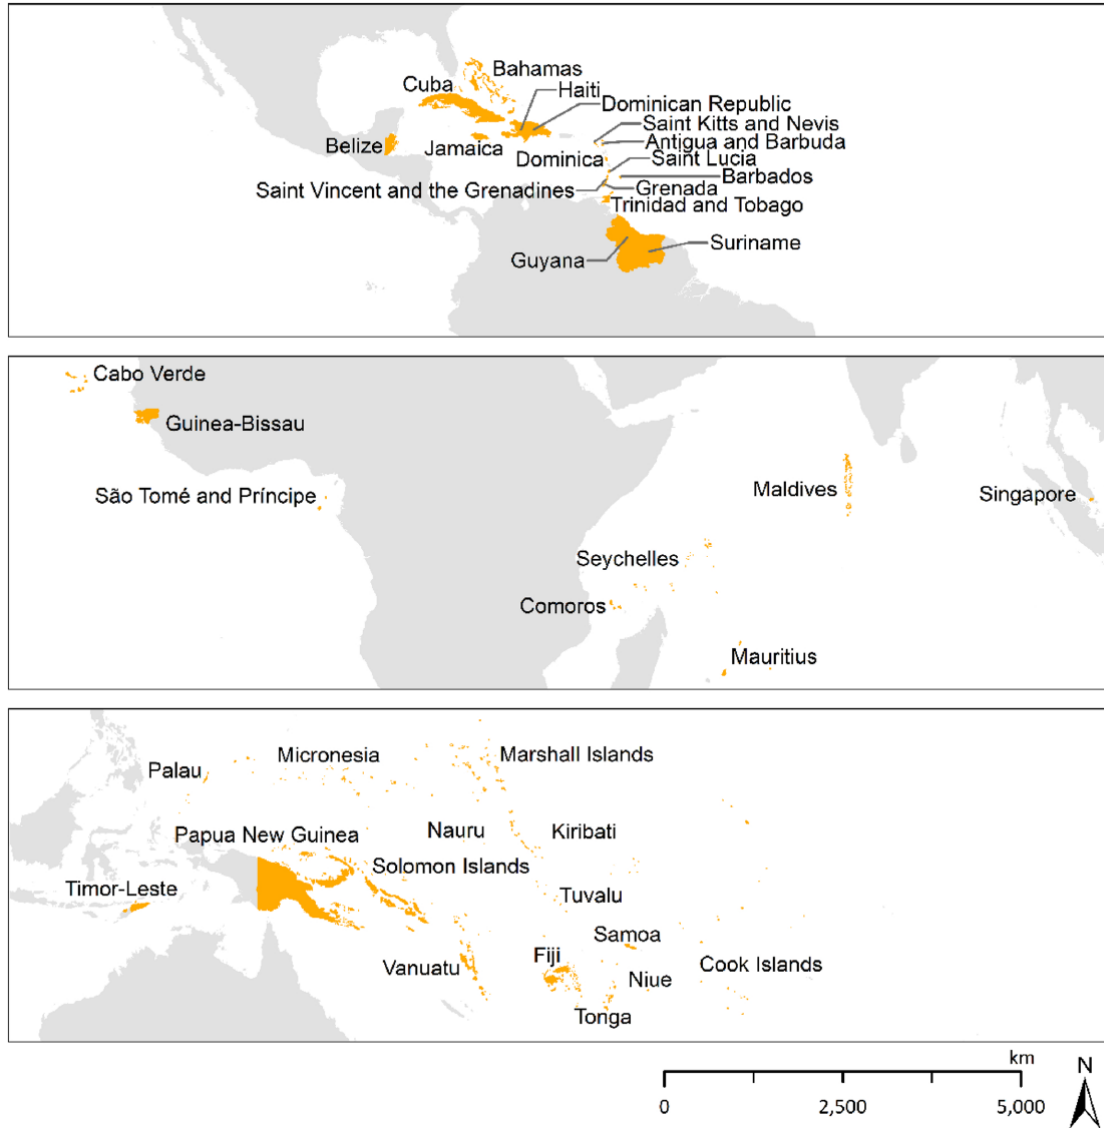 Bahamas
Cuba
Haiti
Dominican Republic
Saint Kitts and Nevis
Belize
Jamaica
Antigua and Barbuda
Dominica
Saint Lucia
Barbados
Saint Vincent and the Grenadines
Grenada
Trinidad and Tobago
Suriname
Guyana
Cabo Verde
Guinea-Bissau
São Tomé and Príncipe
Maldives
Singapore
Seychelles
Comoros
Mauritius
Micronesia
Marshall Islands
Palau
Papua New Guinea
Nauru
Kiribati
Solomon Islands
Timor-Leste
Tuvalu
Samoa
Fiji
Vanuatu
Niue
Cook Islands
Tonga
km
N
0
2,500
5,000